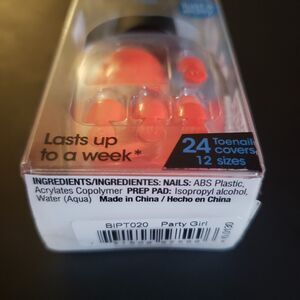 Lasts up
to a week*
24 Toenail
covers
12 sizes
INGREDIENTS/INGREDIENTES: NAILS: ABS Plastic,
Acrylates Copolymer PREP PAD: Isopropyl alcohol,
Water (Aqua) Made in China / Hecho en China
BIPT020 Party Girl